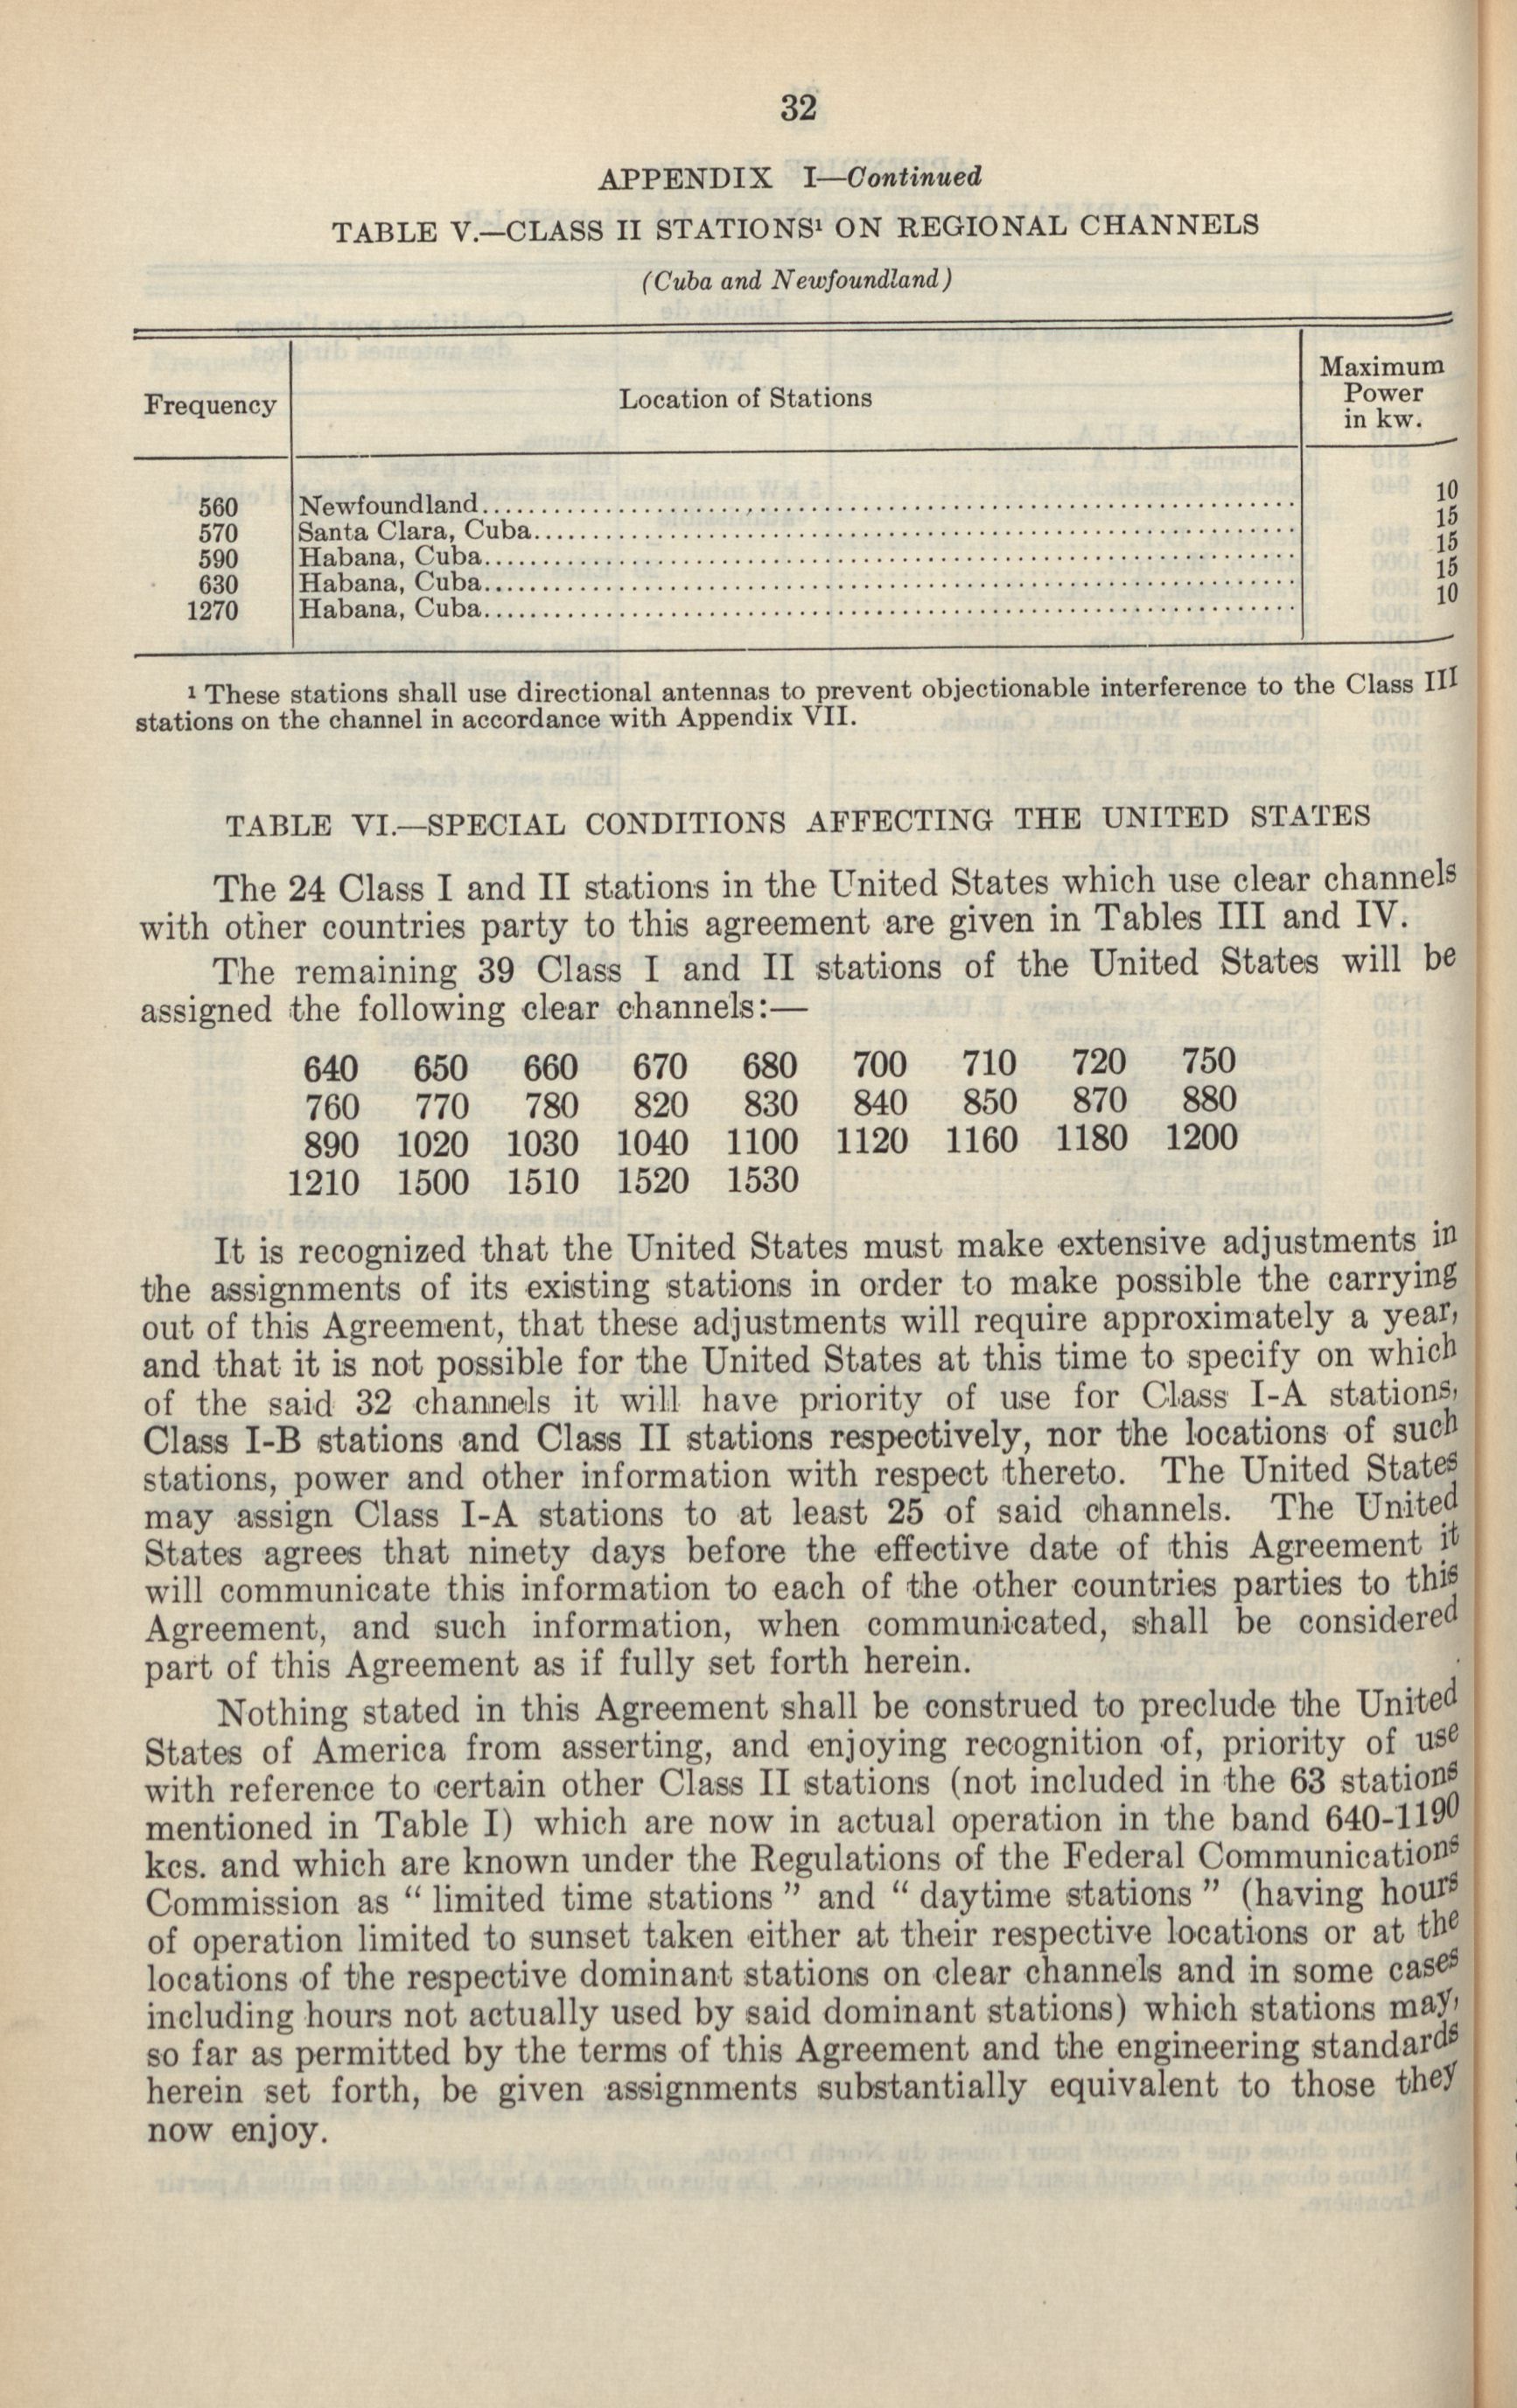 32
APPENDIX I—Continued
TABLE V.—CLASS II STATIONS¹ ON REGIONAL CHANNELS
(Cuba and Newfoundland)
Frequency Location of Stations Maximum Power in kw.
560 Newfoundland 10
570 Santa Clara, Cuba 15
590 Habana, Cuba 15
630 Habana, Cuba 15
1270 Habana, Cuba 10
¹ These stations shall use directional antennas to prevent objectionable interference to the Class III
stations on the channel in accordance with Appendix VII.
TABLE VI.—SPECIAL CONDITIONS AFFECTING THE UNITED STATES
The 24 Class I and II stations in the United States which use clear channels
with other countries party to this agreement are given in Tables III and IV.
The remaining 39 Class I and II stations of the United States will be
assigned the following clear channels:—
640 650 660 670 680 700 710 720 750
760 770 780 820 830 840 850 870 880
890 1020 1030 1040 1100 1120 1160 1180 1200
1210 1500 1510 1520 1530
It is recognized that the United States must make extensive adjustments in
the assignments of its existing stations in order to make possible the carrying
out of this Agreement, that these adjustments will require approximately a year,
and that it is not possible for the United States at this time to specify on which
of the said 32 channels it will have priority of use for Class I-A stations,
Class I-B stations and Class II stations respectively, nor the locations of such
stations, power and other information with respect thereto. The United States
may assign Class I-A stations to at least 25 of said channels. The United
States agrees that ninety days before the effective date of this Agreement it
will communicate this information to each of the other countries parties to this
Agreement, and such information, when communicated, shall be considered
part of this Agreement as if fully set forth herein.
Nothing stated in this Agreement shall be construed to preclude the United
States of America from asserting, and enjoying recognition of, priority of use
with reference to certain other Class II stations (not included in the 63 stations
mentioned in Table I) which are now in actual operation in the band 640-1190
kcs. and which are known under the Regulations of the Federal Communications
Commission as “ limited time stations ” and “ daytime stations ” (having hours
of operation limited to sunset taken either at their respective locations or at the
locations of the respective dominant stations on clear channels and in some cases
including hours not actually used by said dominant stations) which stations may,
so far as permitted by the terms of this Agreement and the engineering standards
herein set forth, be given assignments substantially equivalent to those they
now enjoy.